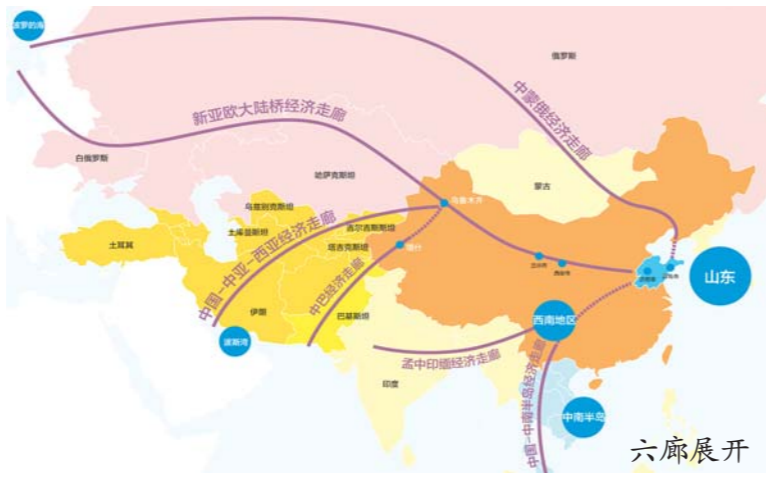 波罗的海
俄罗斯
中蒙俄经济走廊
新亚欧大陆桥经济走廊
白俄罗斯
哈萨克斯坦
蒙古
乌鲁木齐
乌兹别克斯坦
土库曼斯坦
吉尔吉斯斯坦
塔吉克斯坦
喀什
土耳其
中国-中亚-西亚经济走廊
中巴经济走廊
伊朗
巴基斯坦
波斯湾
山东
西南地区
孟中印缅经济走廊
印度
中国-中南半岛经济走廊
中南半岛
六廊展开